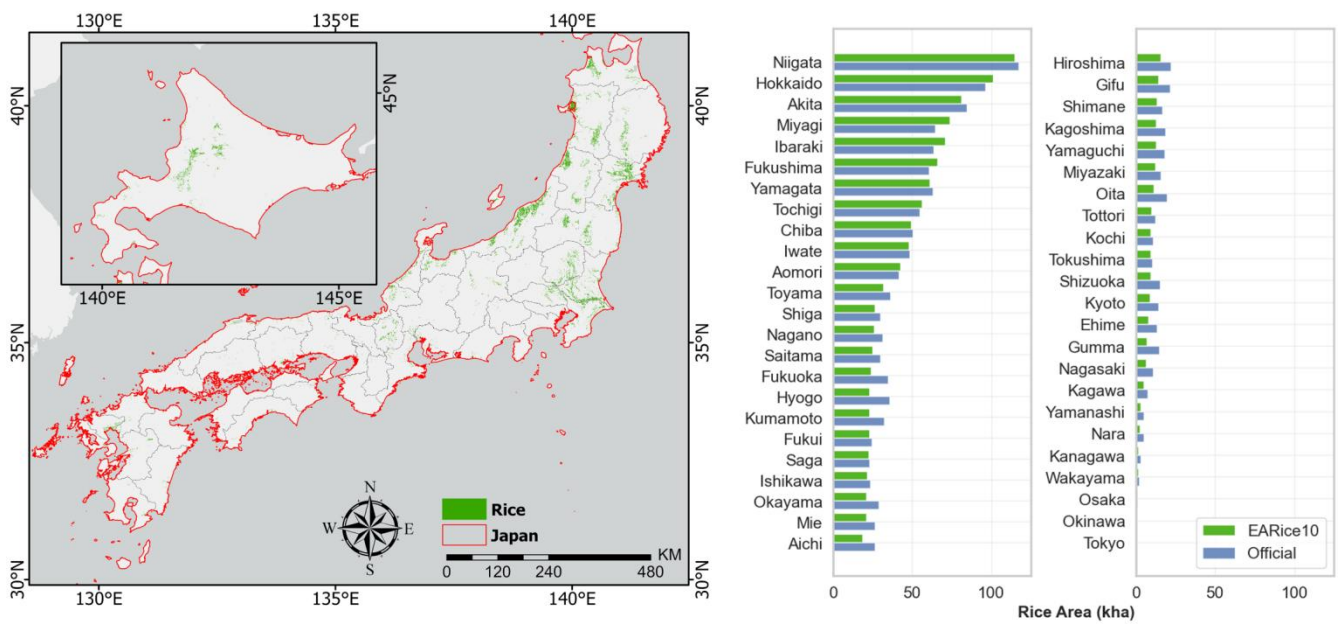 130°E 135°E 140°E
45°N
40°N 40°N
140°E 145°E
35°N 35°N
N
W E
S
Rice
Japan
KM
0 120 240 480
30°N 30°N
130°E 135°E 140°E
Niigata
Hokkaido
Akita
Miyagi
Ibaraki
Fukushima
Yamagata
Tochigi
Chiba
Iwate
Aomori
Toyama
Shiga
Nagano
Saitama
Fukuoka
Hyogo
Kumamoto
Fukui
Saga
Ishikawa
Okayama
Mie
Aichi
0 50 100
Hiroshima
Gifu
Shimane
Kagoshima
Yamaguchi
Miyazaki
Oita
Tottori
Kochi
Tokushima
Shizuoka
Kyoto
Ehime
Gumma
Nagasaki
Kagawa
Yamanashi
Nara
Kanagawa
Wakayama
Osaka
Okinawa
Tokyo
EARice10
Official
0 50 100
Rice Area (kha)